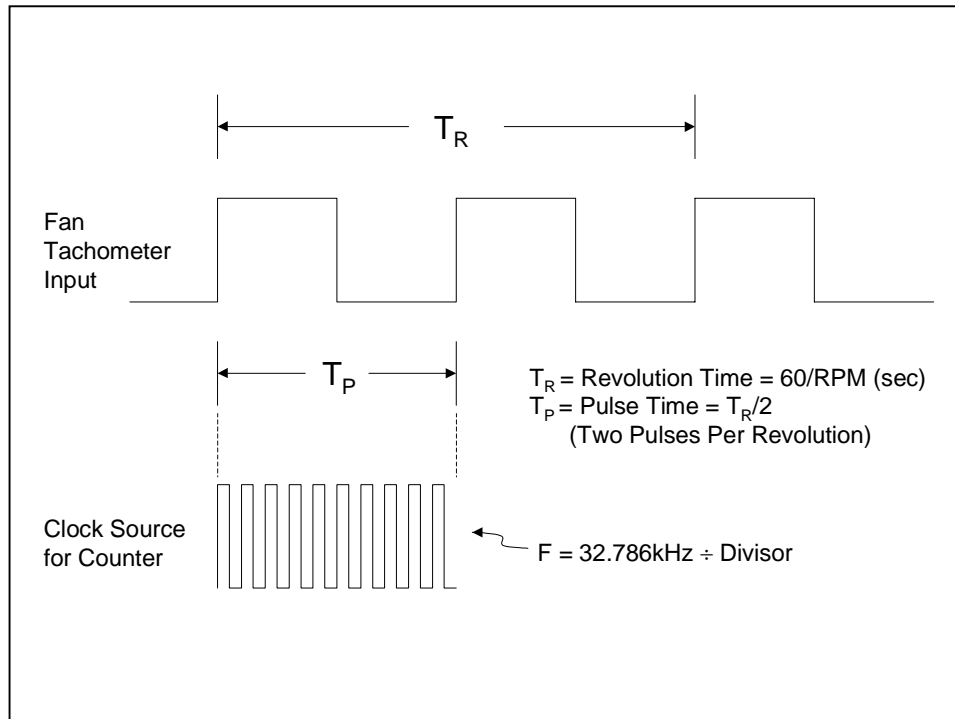 T_R
Fan
Tachometer
Input
T_P
T_R = Revolution Time = 60/RPM (sec)
T_P = Pulse Time = T_R/2
(Two Pulses Per Revolution)
Clock Source
for Counter
F = 32.786kHz ÷ Divisor